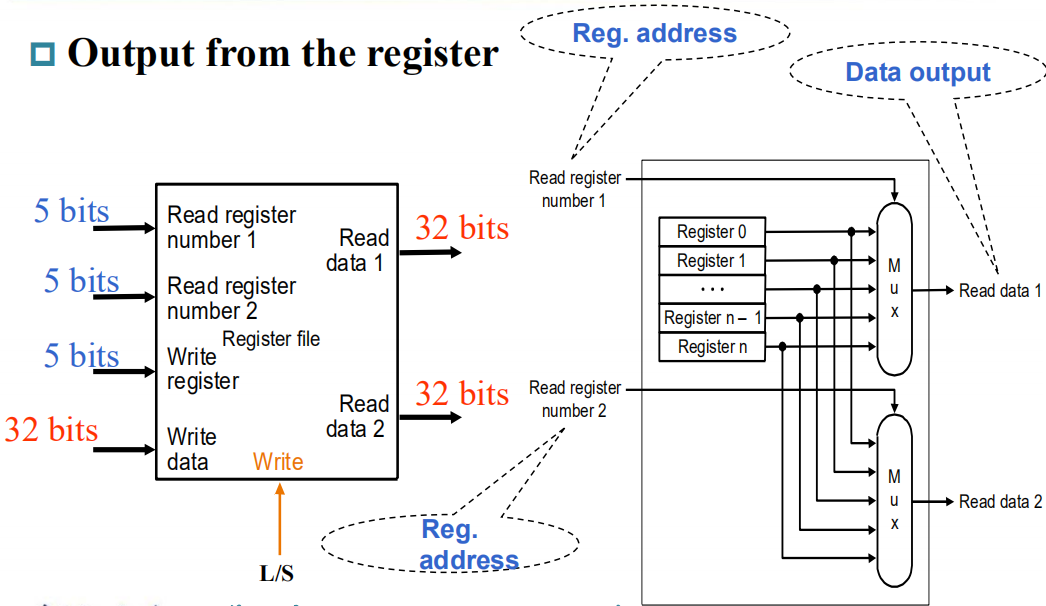 Output from the register
Reg. address
Data output
5 bits
Read register
number 1
Read
data 1
32 bits
5 bits
Read register
number 2
Register file
5 bits
Write
register
Read
data 2
32 bits
32 bits
Write
data
Write
L/S
Reg.
address
Read register
number 1
Register 0
Register 1
...
Register n – 1
Register n
M
u
x
Read data 1
Read register
number 2
M
u
x
Read data 2